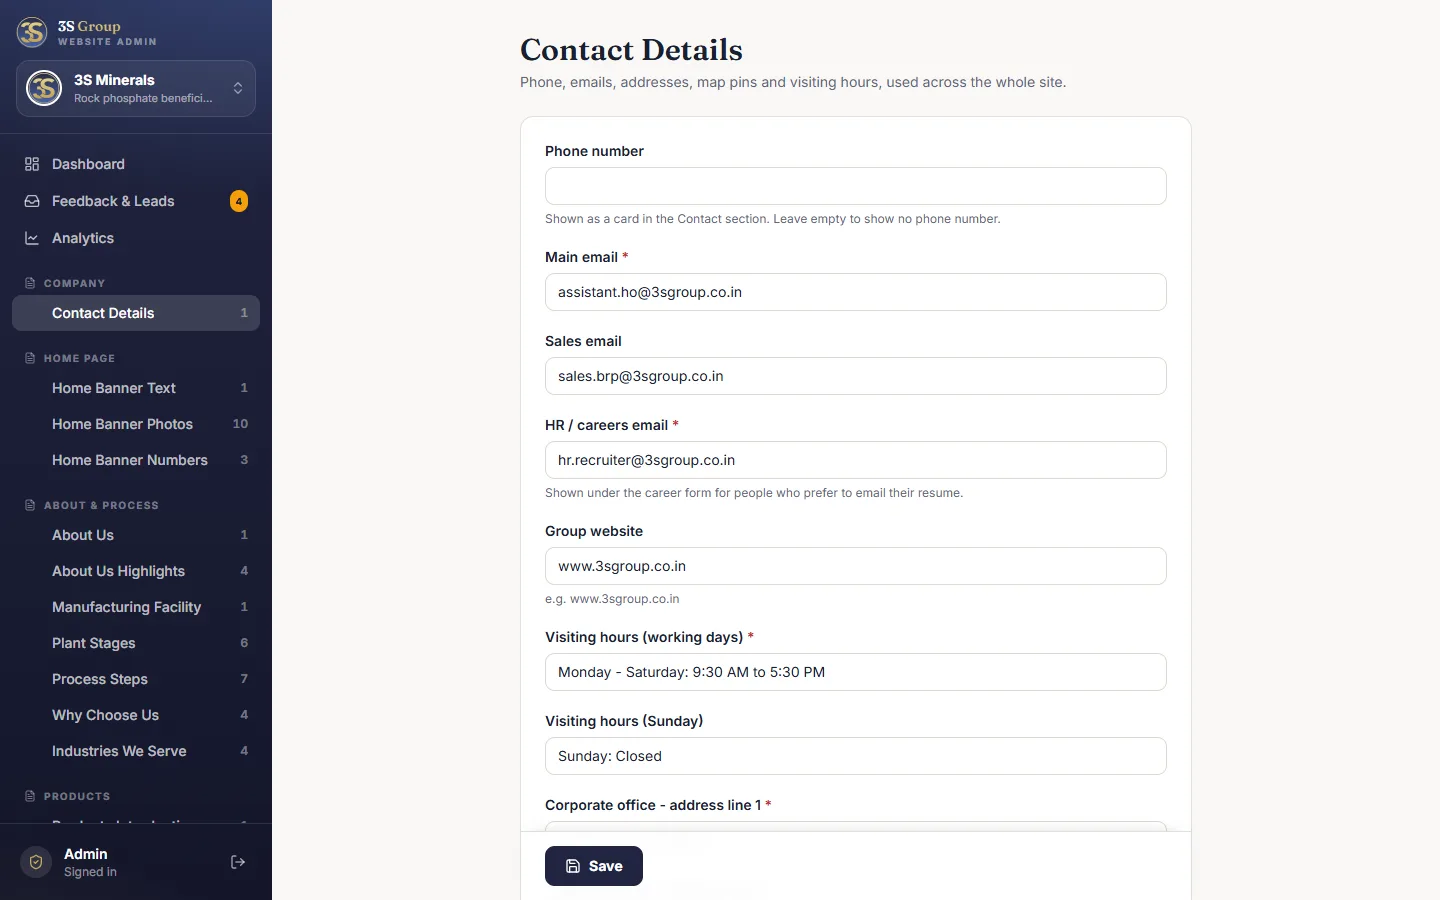 3S Group
WEBSITE ADMIN
3S Minerals
Rock phosphate benefici...
Dashboard
Feedback & Leads 4
Analytics
COMPANY
Contact Details 1
HOME PAGE
Home Banner Text 1
Home Banner Photos 10
Home Banner Numbers 3
ABOUT & PROCESS
About Us 1
About Us Highlights 4
Manufacturing Facility 1
Plant Stages 6
Process Steps 7
Why Choose Us 4
Industries We Serve 4
PRODUCTS
Admin
Signed in
Contact Details
Phone, emails, addresses, map pins and visiting hours, used across the whole site.
Phone number
Shown as a card in the Contact section. Leave empty to show no phone number.
Main email *
assistant.ho@3sgroup.co.in
Sales email
sales.brp@3sgroup.co.in
HR / careers email *
hr.recruiter@3sgroup.co.in
Shown under the career form for people who prefer to email their resume.
Group website
www.3sgroup.co.in
e.g. www.3sgroup.co.in
Visiting hours (working days) *
Monday - Saturday: 9:30 AM to 5:30 PM
Visiting hours (Sunday)
Sunday: Closed
Corporate office - address line 1 *
Save